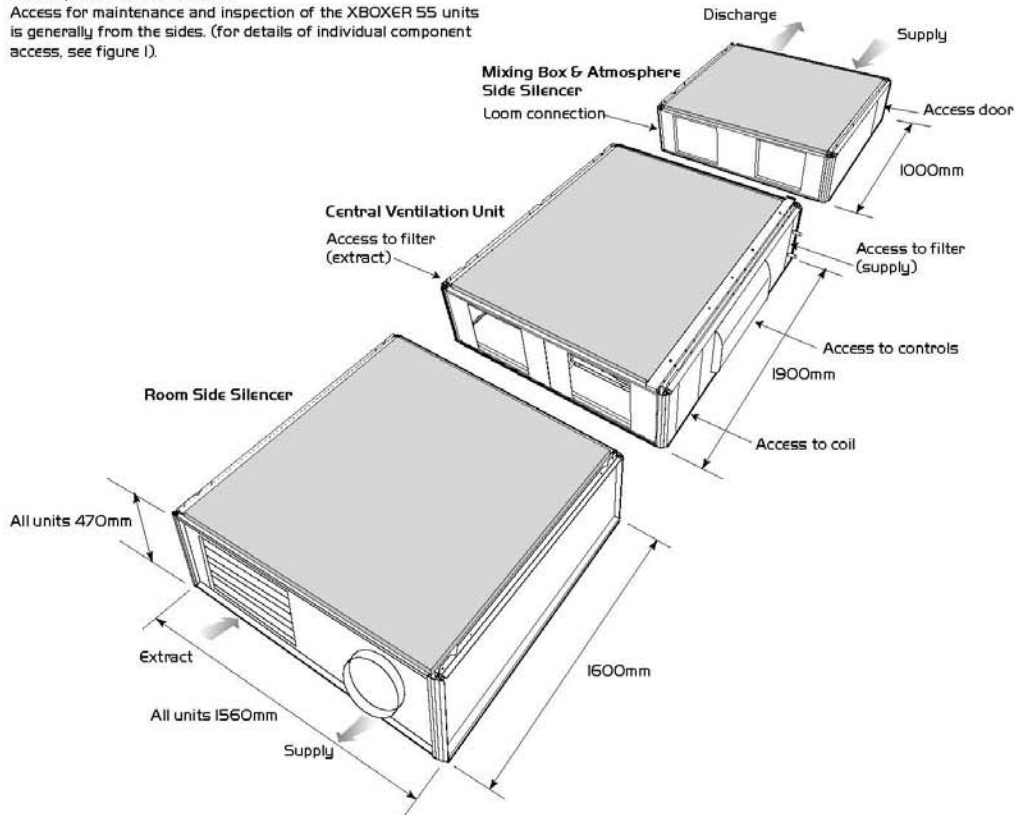 Access for maintenance and inspection of the XBOXER 55 units
is generally from the sides. (for details of individual component
access, see figure 1).
Discharge
Supply
Mixing Box & Atmosphere
Side Silencer
Loom connection
Access door
1000mm
Central Ventilation Unit
Access to filter
(extract)
Access to filter
(supply)
Access to controls
1900mm
Room Side Silencer
Access to coil
All units 470mm
Extract
1600mm
All units 1560mm
Supply